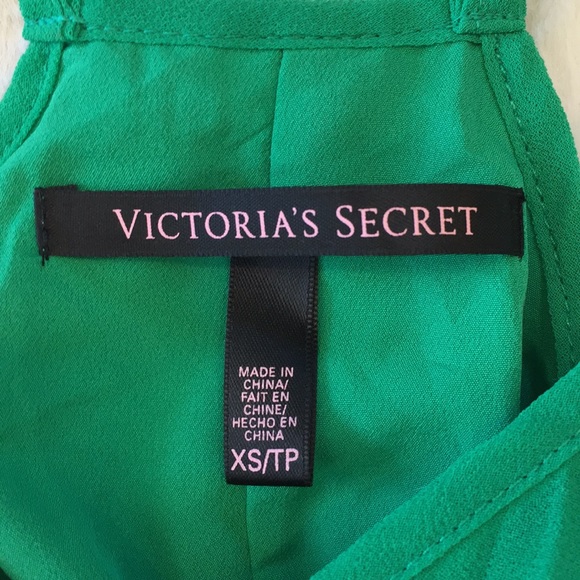 VICTORIA'S SECRET
MADE IN
CHINA/
FAIT EN
CHINE/
HECHO EN
CHINA
XS/TP